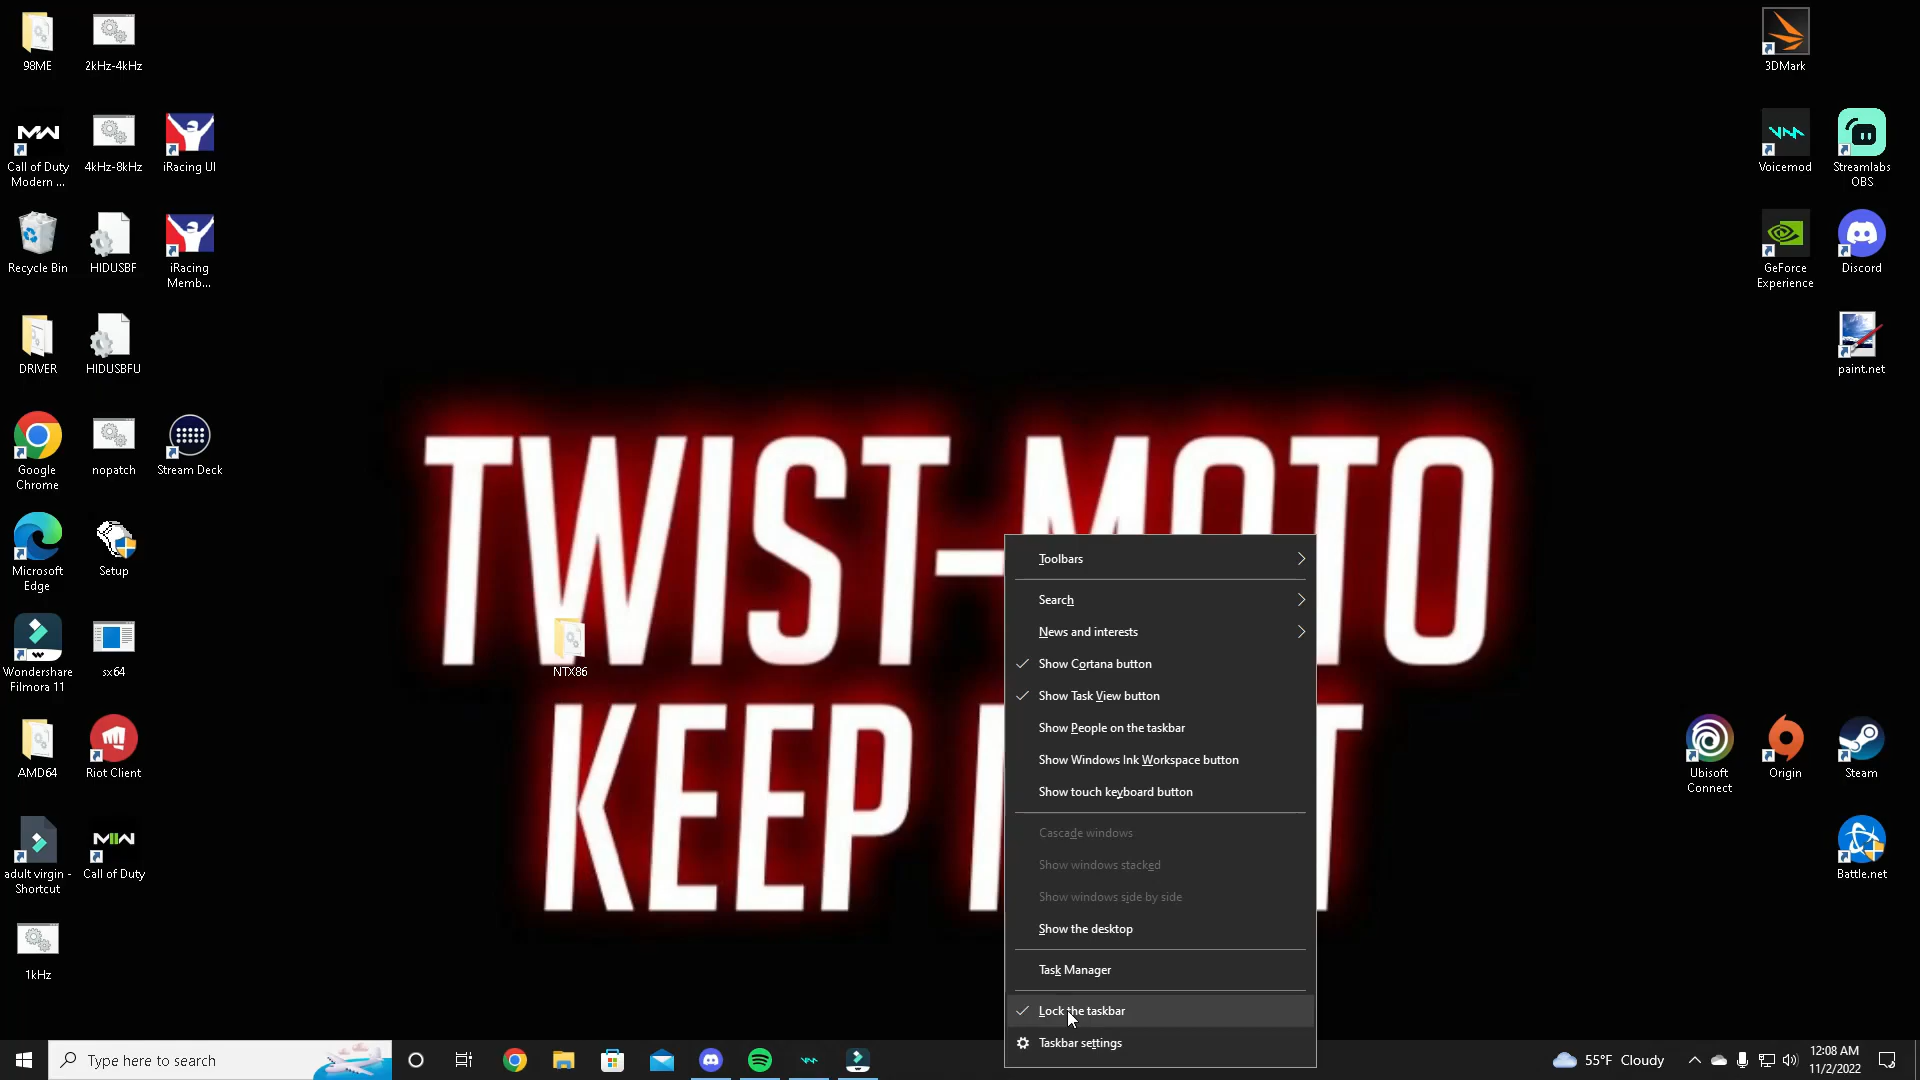 98ME
2kHz-4kHz
3DMark
Call of Duty
Modern ...
4kHz-8kHz
iRacing UI
Voicemod
Streamlabs
OBS
Recycle Bin
HIDUSBF
iRacing
Memb...
GeForce
Experience
Discord
DRIVER
HIDUSBFU
paint.net
Google
Chrome
nopatch
Stream Deck
TWIST-MOTO
Microsoft
Edge
Setup
Wondershare
Filmora 11
sx64
NTX86
KEEP
AMD64
Riot Client
Ubisoft
Connect
Origin
Steam
adult virgin -
Shortcut
Call of Duty
Battle.net
1kHz
Toolbars
Search
News and interests
Show Cortana button
Show Task View button
Show People on the taskbar
Show Windows Ink Workspace button
Show touch keyboard button
Cascade windows
Show windows stacked
Show windows side by side
Show the desktop
Task Manager
Lock the taskbar
Taskbar settings
Type here to search
55°F Cloudy
12:08 AM
11/2/2022